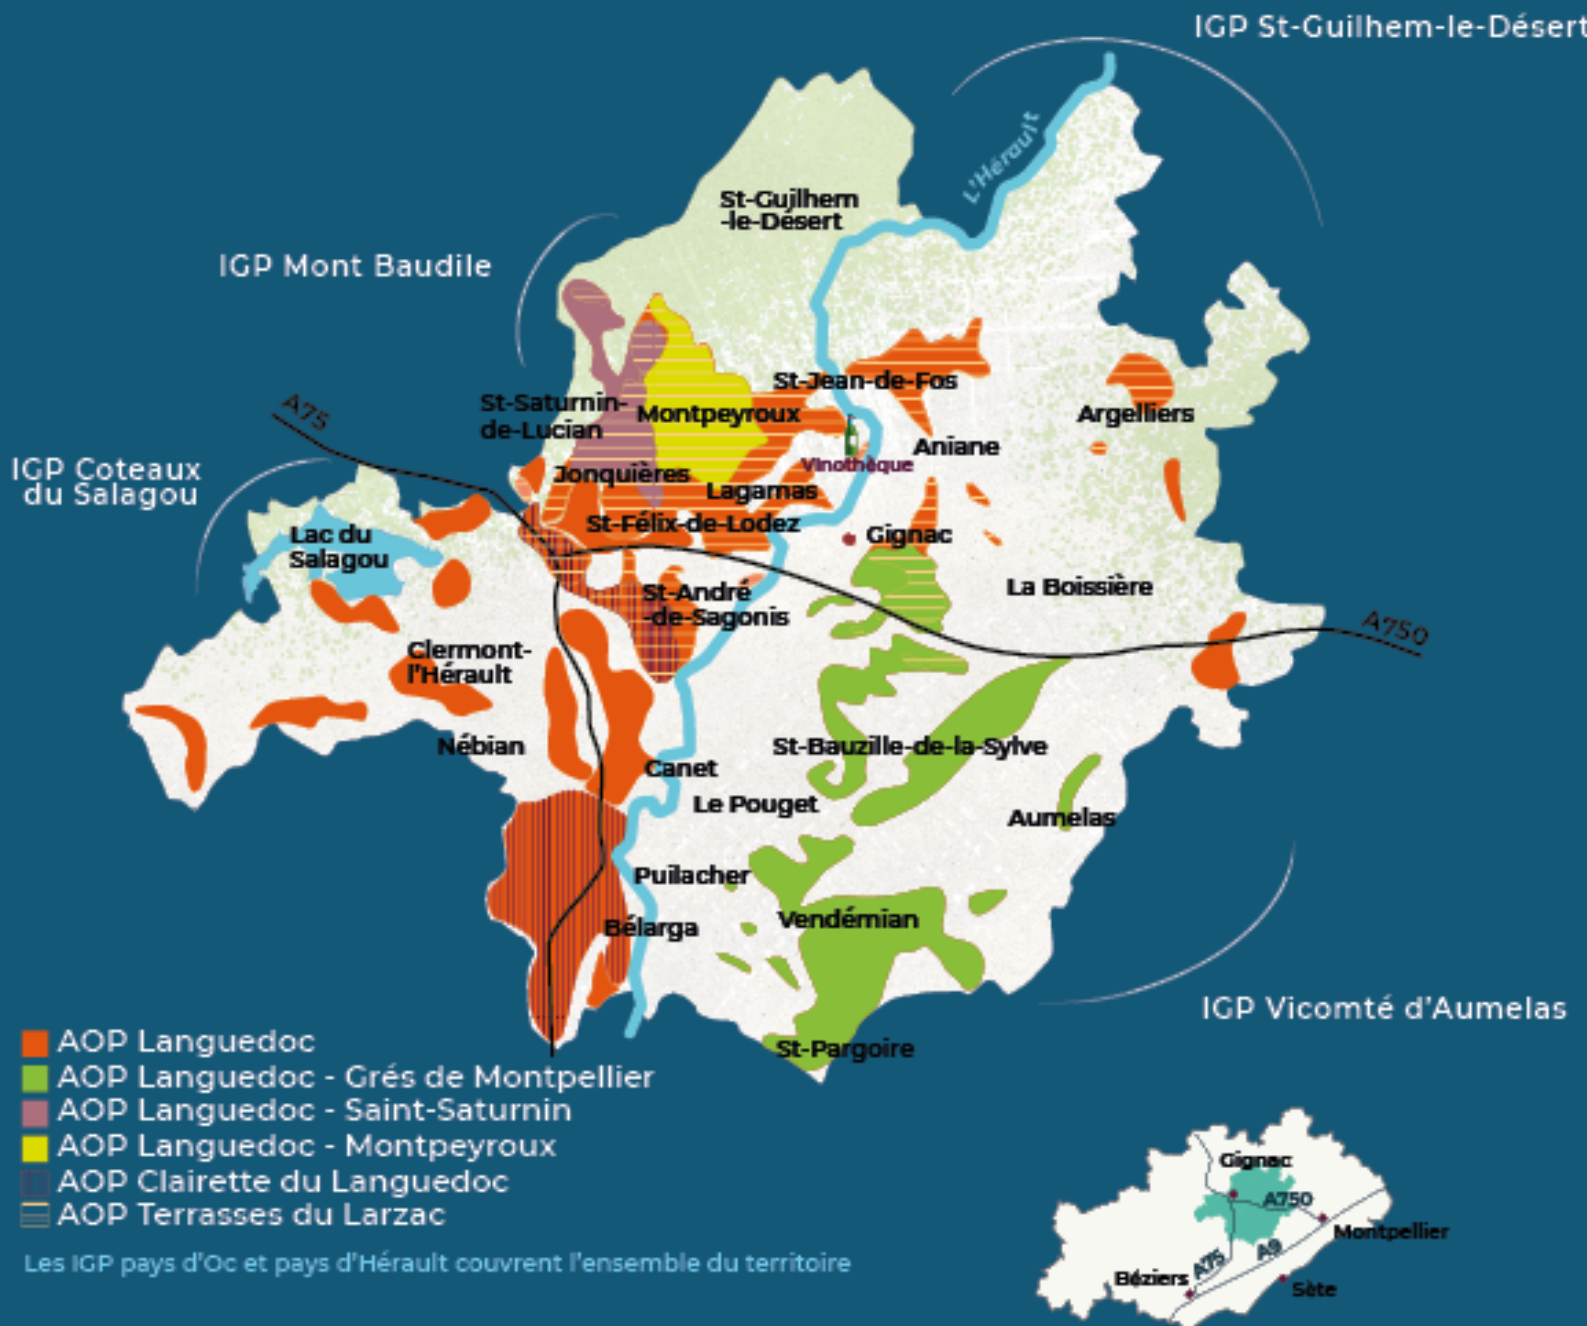 IGP St-Guilhem-le-Désert
L'Hérault
St-Guilhem
-le-Désert
IGP Mont Baudile
A75
St-Jean-de-Fos
St-Saturnin-
de-Lucian
Montpeyroux
Argelliers
Aniane
Vinothèque
IGP Coteaux
du Salagou
Jonquières
Lagamas
St-Félix-de-Lodez
Gignac
Lac du
Salagou
La Boissière
St-André
-de-Sagonis
A750
Clermont-
l'Hérault
Nébian
St-Bauzille-de-la-Sylve
Canet
Le Pouget
Aumelas
Puilacher
Vendémian
Bélarga
IGP Vicomté d'Aumelas
St-Pargoire
AOP Languedoc
AOP Languedoc - Grés de Montpellier
AOP Languedoc - Saint-Saturnin
AOP Languedoc - Montpeyroux
AOP Clairette du Languedoc
AOP Terrasses du Larzac
Les IGP pays d'Oc et pays d'Hérault couvrent l'ensemble du territoire
Gignac
A750
Montpellier
A9
A75
Béziers
Sète